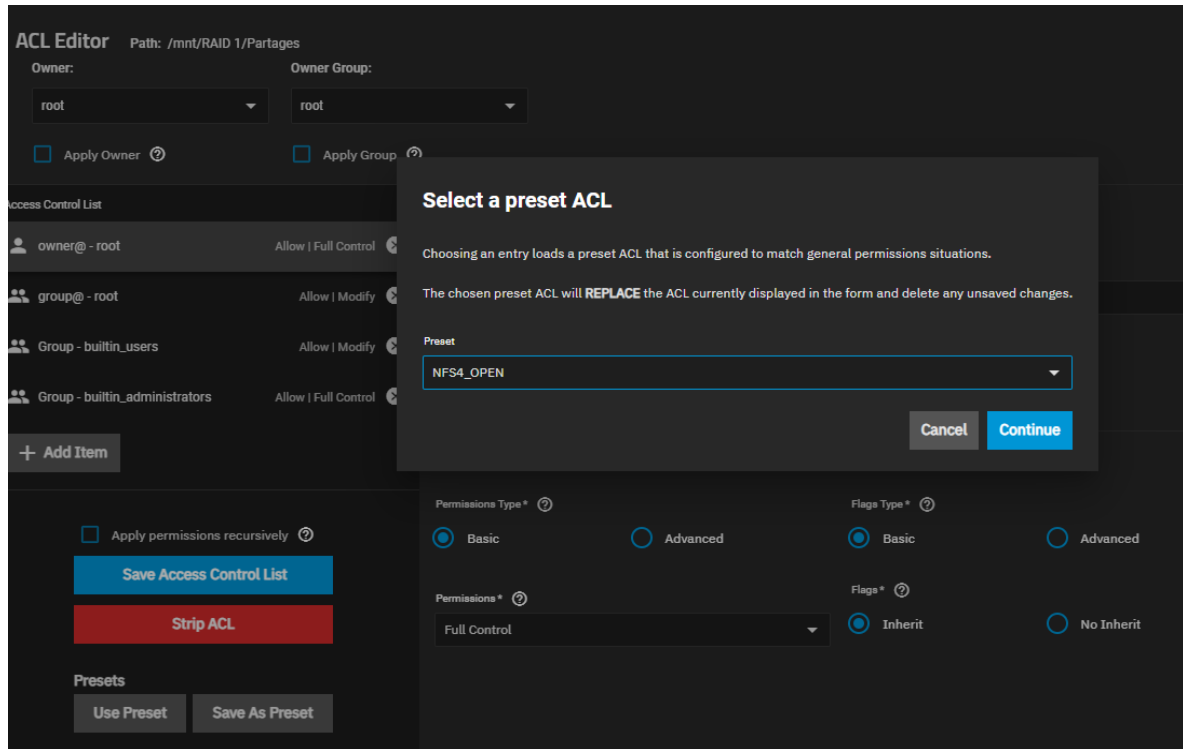 ACL Editor Path: /mnt/RAID 1/Partages
Owner: Owner Group:
root root
Apply Owner Apply Group
Access Control List
owner@ - root Allow | Full Control
group@ - root Allow | Modify
Group - builtin_users Allow | Modify
Group - builtin_administrators Allow | Full Control
+ Add Item
Apply permissions recursively
Save Access Control List
Strip ACL
Presets
Use Preset Save As Preset
Select a preset ACL
Choosing an entry loads a preset ACL that is configured to match general permissions situations.
The chosen preset ACL will REPLACE the ACL currently displayed in the form and delete any unsaved changes.
Preset
NFS4_OPEN
Cancel Continue
Permissions Type* Flags Type*
Basic Advanced Basic Advanced
Permissions* Flags*
Full Control Inherit No Inherit